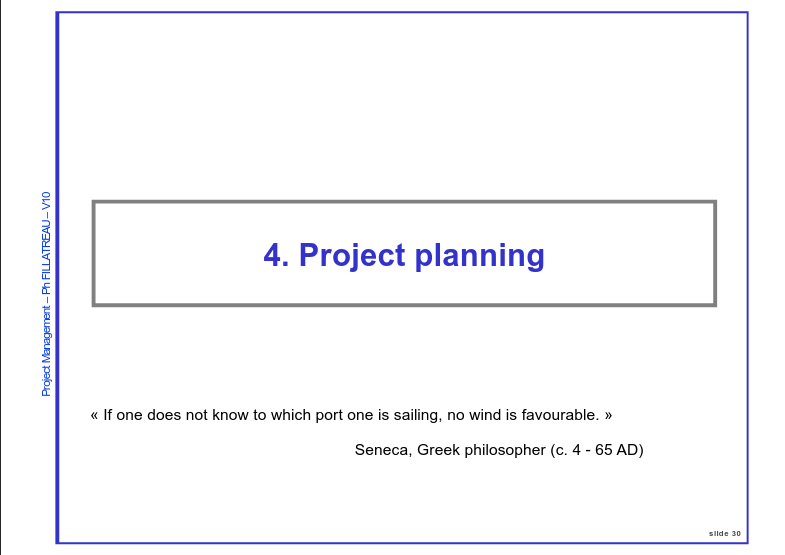 Project Management – Ph FILLATREAU – V10
4. Project planning
« If one does not know to which port one is sailing, no wind is favourable. »
Seneca, Greek philosopher (c. 4 - 65 AD)
slide 30